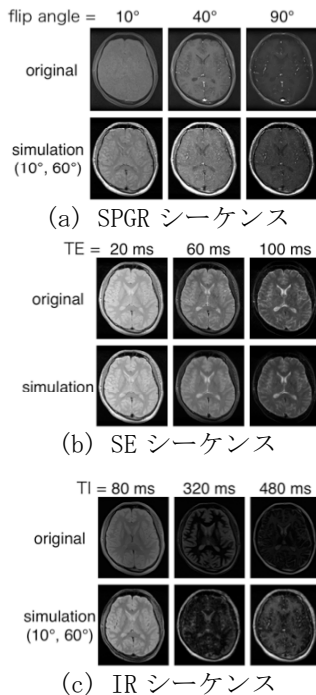 flip angle = 10° 40° 90°
original
simulation
(10°, 60°)
(a) SPGR シーケンス
TE = 20 ms 60 ms 100 ms
original
simulation
(b) SE シーケンス
TI = 80 ms 320 ms 480 ms
original
simulation
(10°, 60°)
(c) IR シーケンス